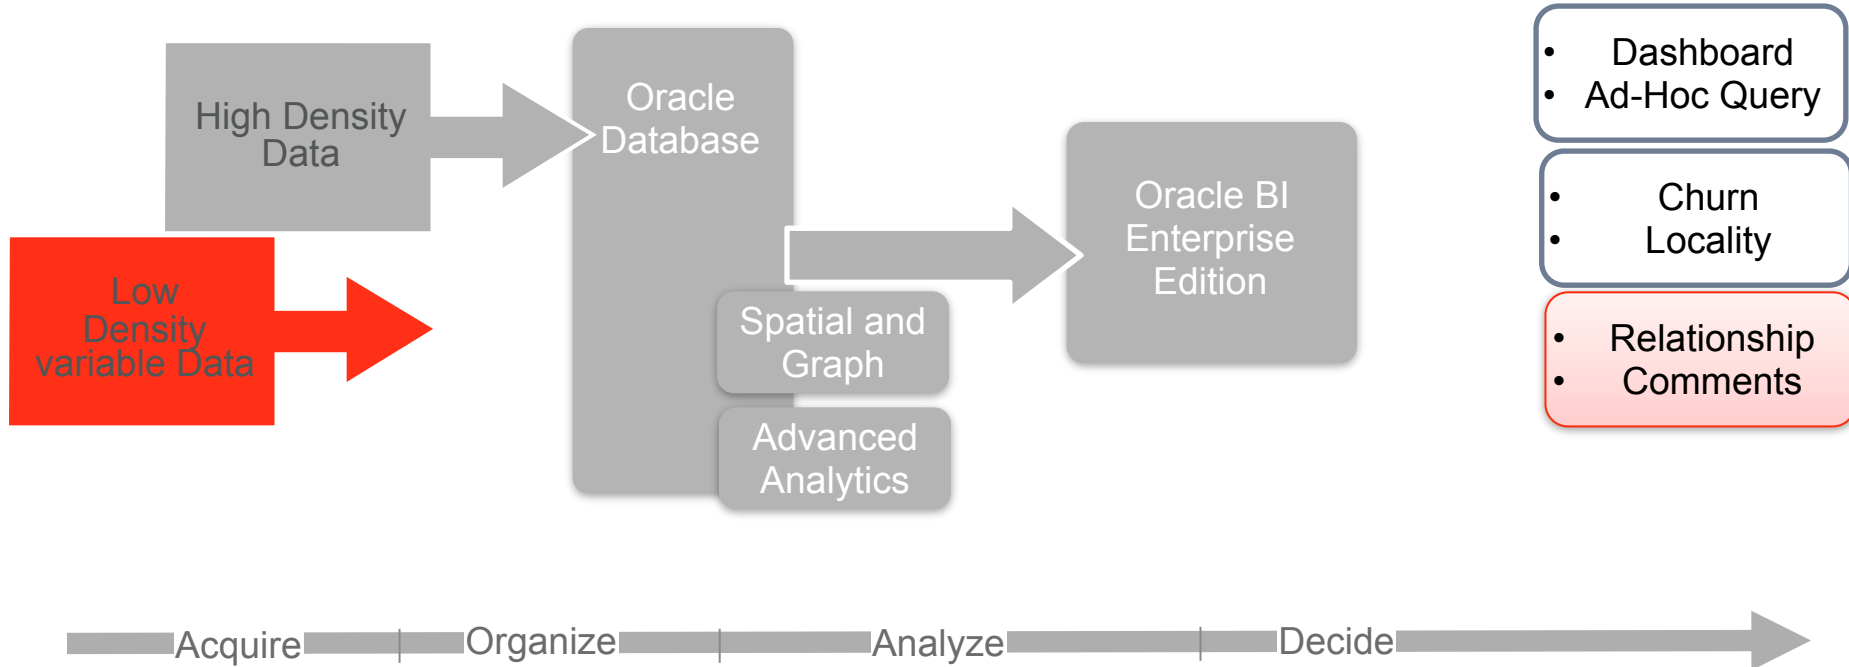 High Density
Data
Low
Density
variable Data
Oracle
Database
Spatial and
Graph
Advanced
Analytics
Oracle BI
Enterprise
Edition
• Dashboard
• Ad-Hoc Query
• Churn
• Locality
• Relationship
• Comments
Acquire
Organize
Analyze
Decide